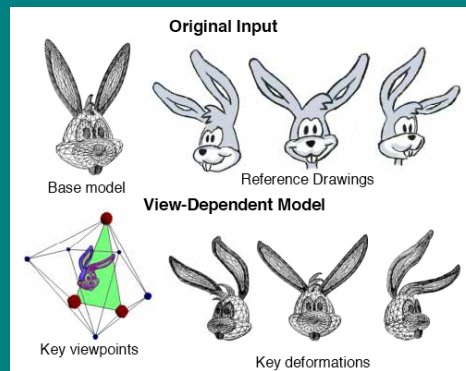 Original Input
Base model
Reference Drawings
View-Dependent Model
Key viewpoints
Key deformations